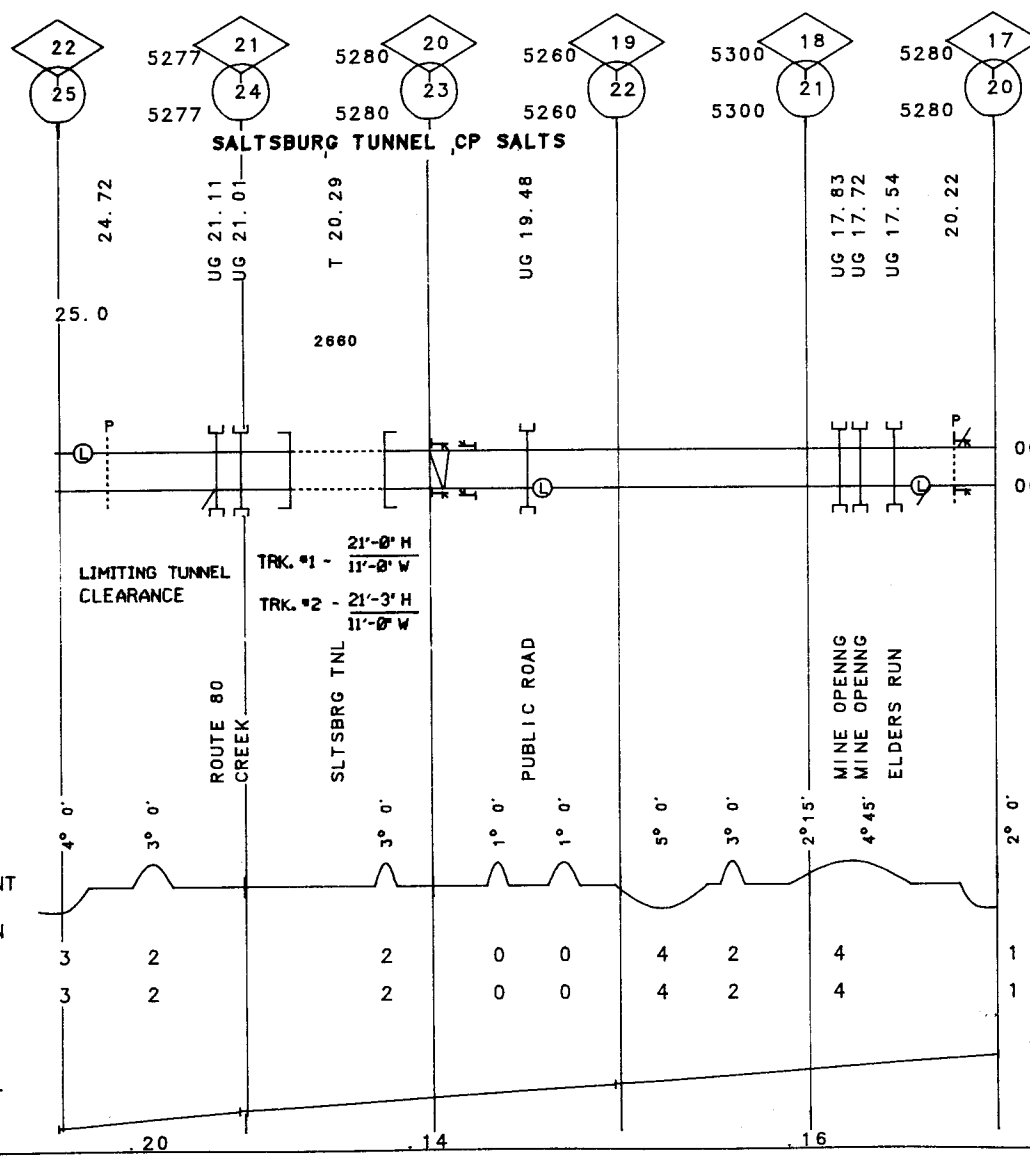 22 5277 21 5280 20 5260 19 5300 18 5280 17
25 5277 24 5280 23 5260 22 5300 21 5280 20
SALTSBURG TUNNEL CP SALTS
24.72
UG 21.11
UG 21.01
T 20.29
UG 19.48
UG 17.83
UG 17.72
UG 17.54
20.22
25.0
2660
P
P
L
L
L
LIMITING TUNNEL
CLEARANCE
TRK. #1 - 21'-0" H
11'-0" W
TRK. #2 - 21'-3" H
11'-0" W
ROUTE 80
CREEK
SLTSBRG TNL
PUBLIC ROAD
MINE OPENNG
MINE OPENNG
ELDERS RUN
4° 0' 3° 0' 3° 0' 1° 0' 1° 0' 5° 0' 3° 0' 2° 15' 4° 45' 2° 0'
NT
N
3 2 2 0 0 4 2 4 1
3 2 2 0 0 4 2 4 1
.20 .14 .16